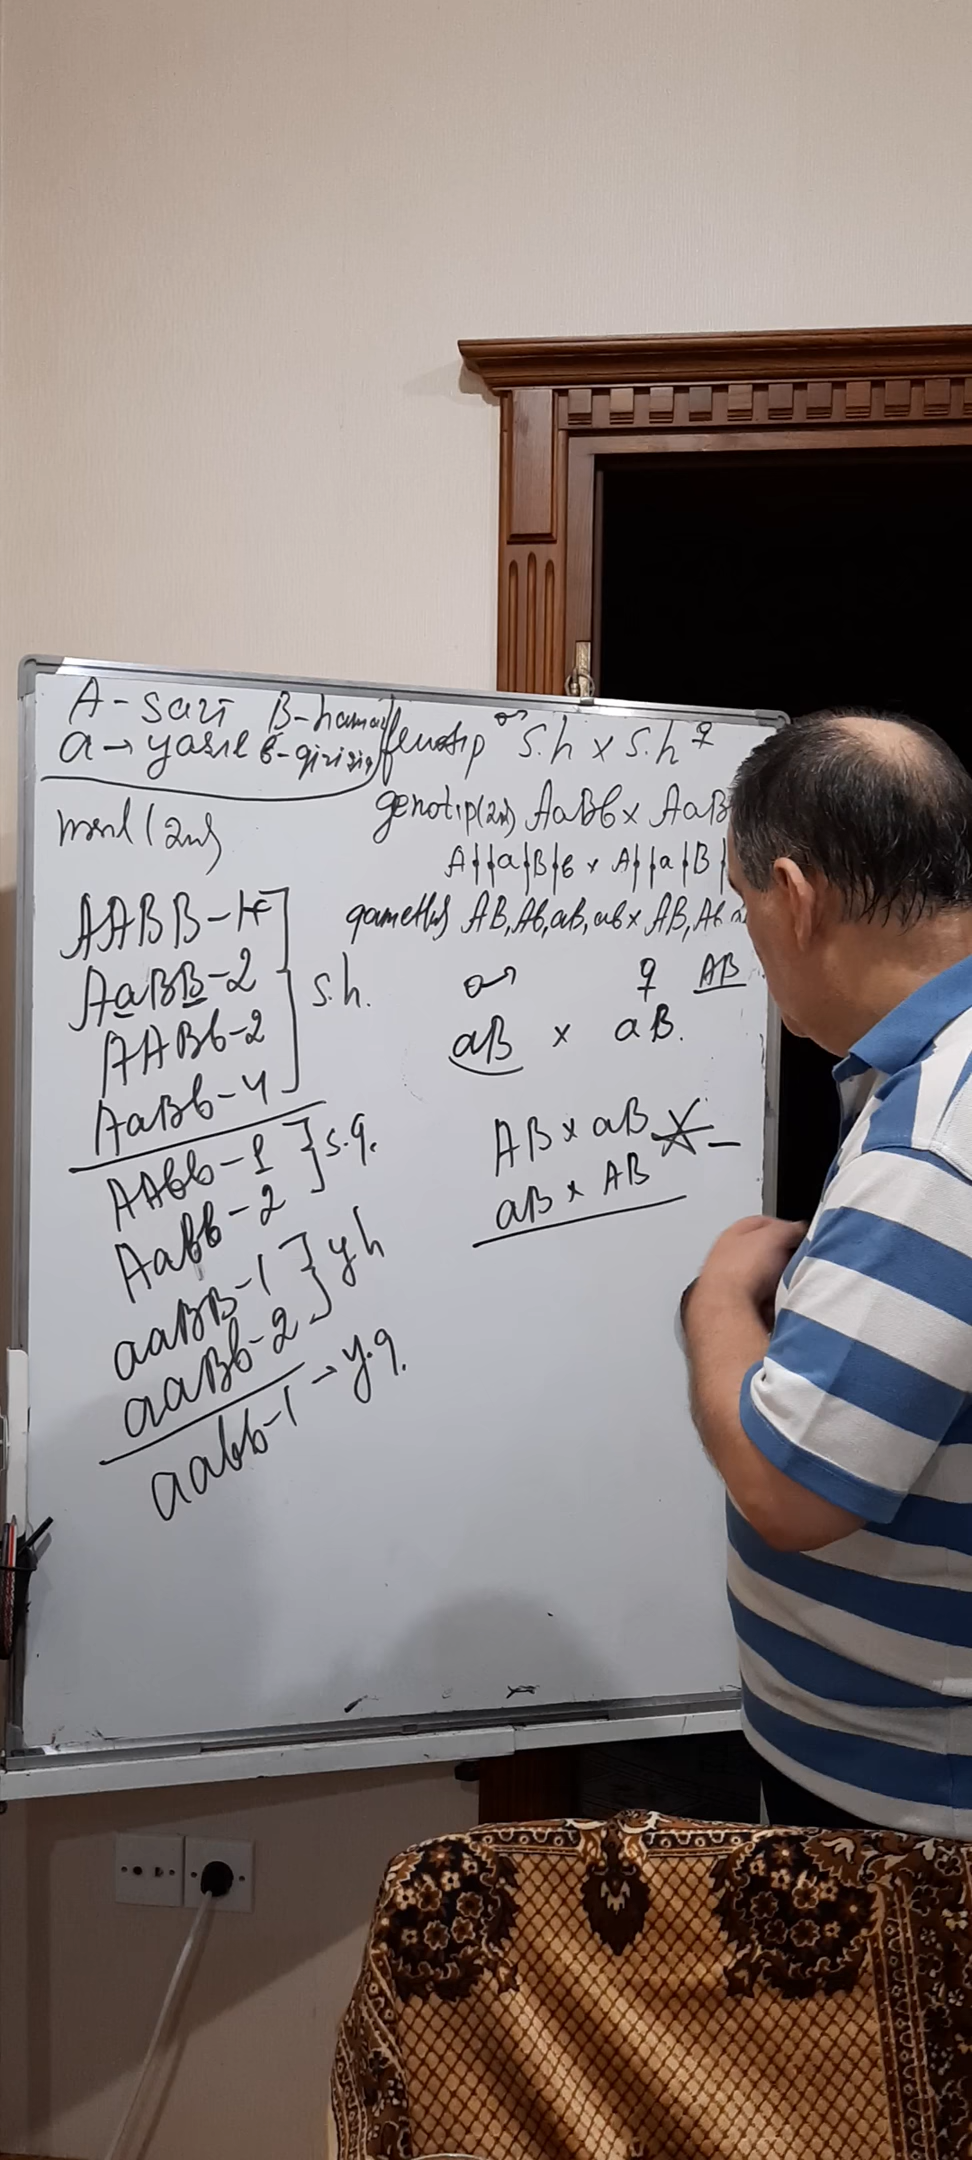 A - sarı B - hamar
a → yaşıl b - qırışıq
fenotip ♂ s.h x s.h ♀
genotip (2n) AaBb x AaB
A||a|B|b x A||a|B|
AB, Ab, aB, ab x AB, Ab
♂ ♀ AB
aB x aB.
AB x aB
aB x AB
(2n)
AABB - 1
AaBB - 2
AABb - 2
AaBb - 4
s.h.
AAbb - 1
Aabb - 2
s.q.
aaBB - 1
aaBb - 2
y h
aabb - 1 → y.q.